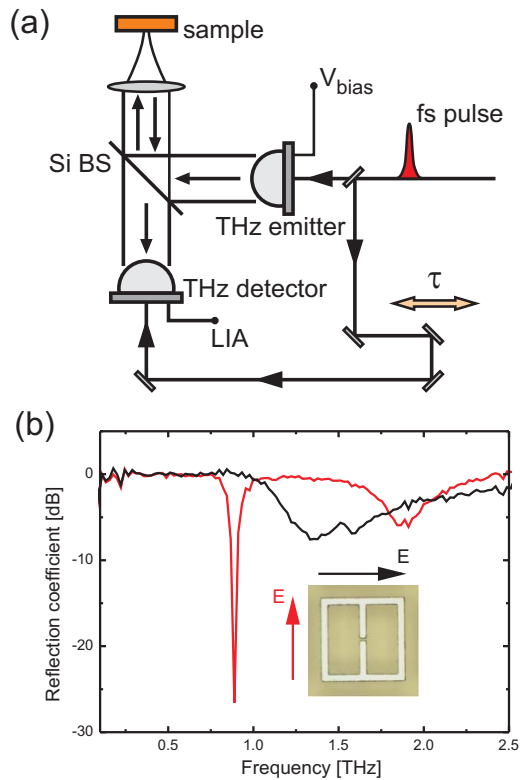 (a)
sample
V_bias
fs pulse
Si BS
THz emitter
τ
THz detector
LIA
(b)
Reflection coefficient [dB]
0
-10
-20
-30
E
E
0.5
1.0
1.5
2.0
2.5
Frequency [THz]